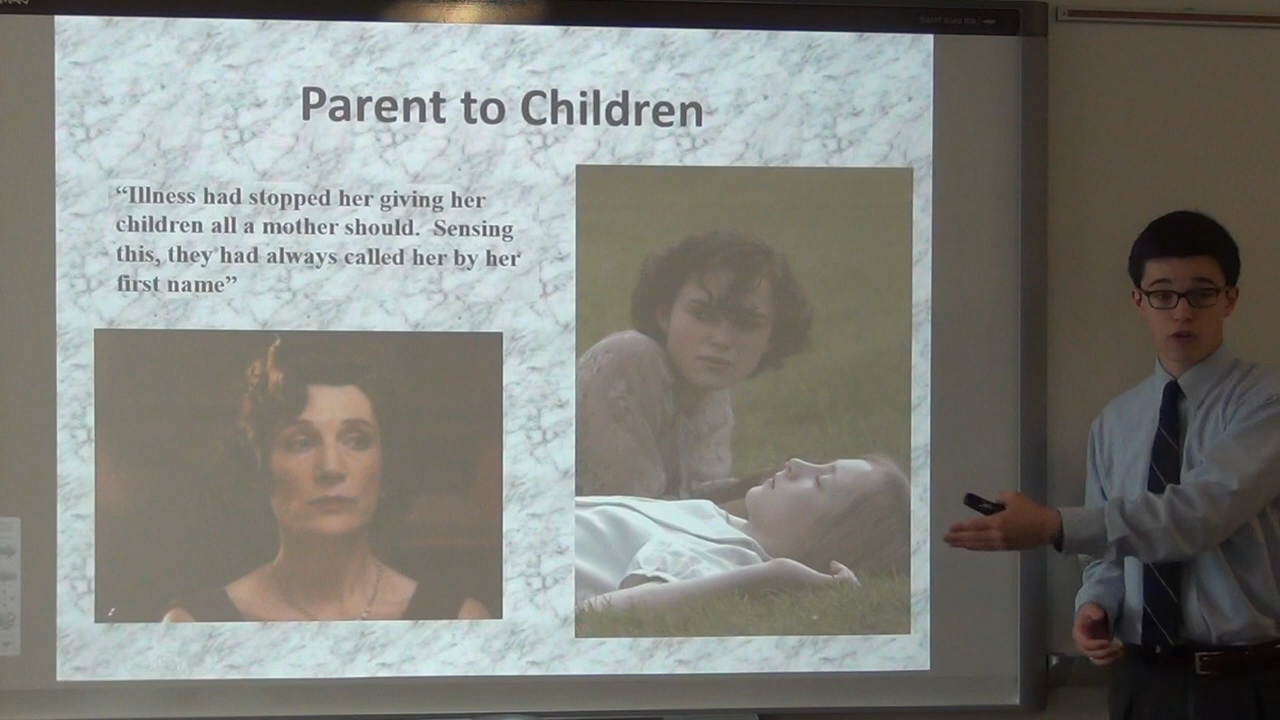 Parent to Children
“Illness had stopped her giving her
children all a mother should.  Sensing
this, they had always called her by her
first name”